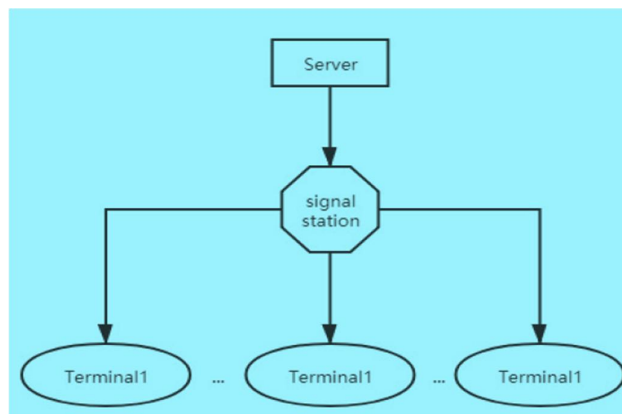 Server
signal
station
Terminal1 ... Terminal1 ... Terminal1